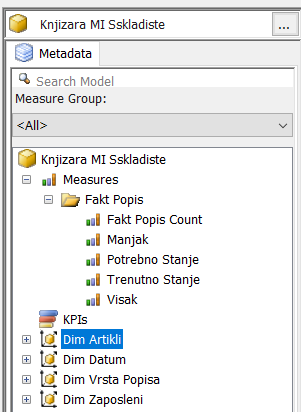 Knjizara MI Sskladiste
...
Metadata
Search Model
Measure Group:
<All>
Knjizara MI Sskladiste
Measures
Fakt Popis
Fakt Popis Count
Manjak
Potrebno Stanje
Trenutno Stanje
Visak
KPIs
Dim Artikli
Dim Datum
Dim Vrsta Popisa
Dim Zaposleni